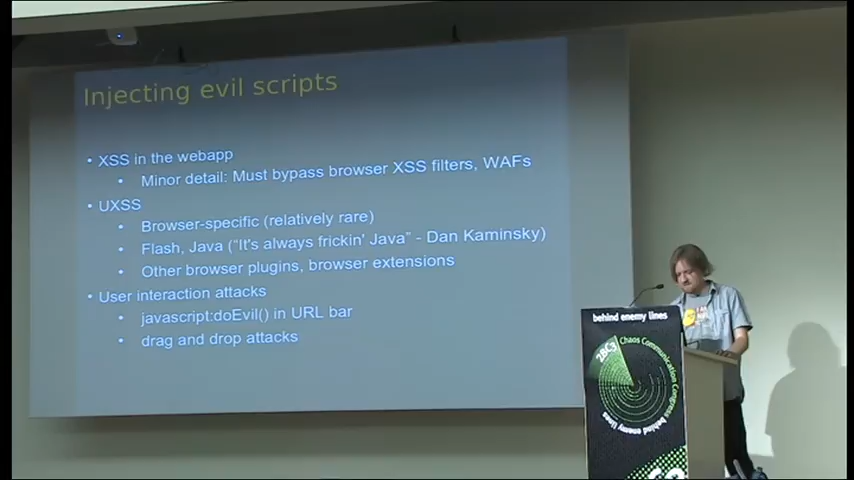 Injecting evil scripts
• XSS in the webapp
• Minor detail: Must bypass browser XSS filters, WAFs
• UXSS
• Browser-specific (relatively rare)
• Flash, Java ("It's always frickin' Java" - Dan Kaminsky)
• Other browser plugins, browser extensions
• User interaction attacks
• javascript:doEvil() in URL bar
• drag and drop attacks
behind enemy lines
28C3
Chaos Communication Congress
behind enemy lines